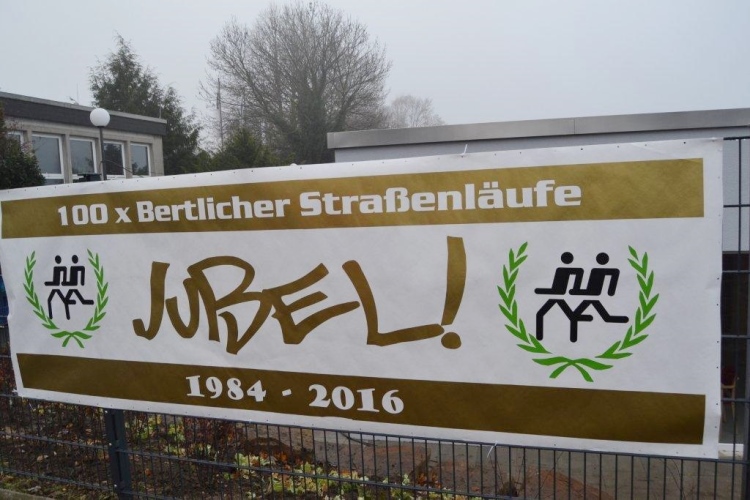 100 x Bertlicher Straßenläufe
JUBEL!
1984 - 2016